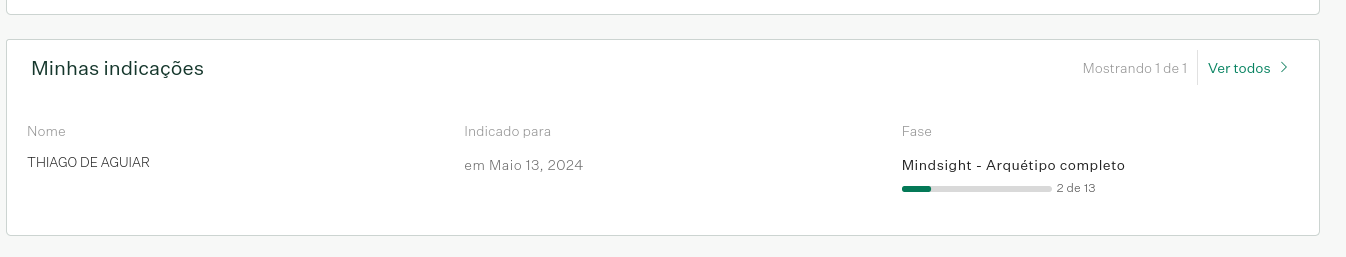 Minhas indicações
Mostrando 1 de 1
Ver todos
Nome
Indicado para
Fase
THIAGO DE AGUIAR
em Maio 13, 2024
Mindsight - Arquétipo completo
2 de 13